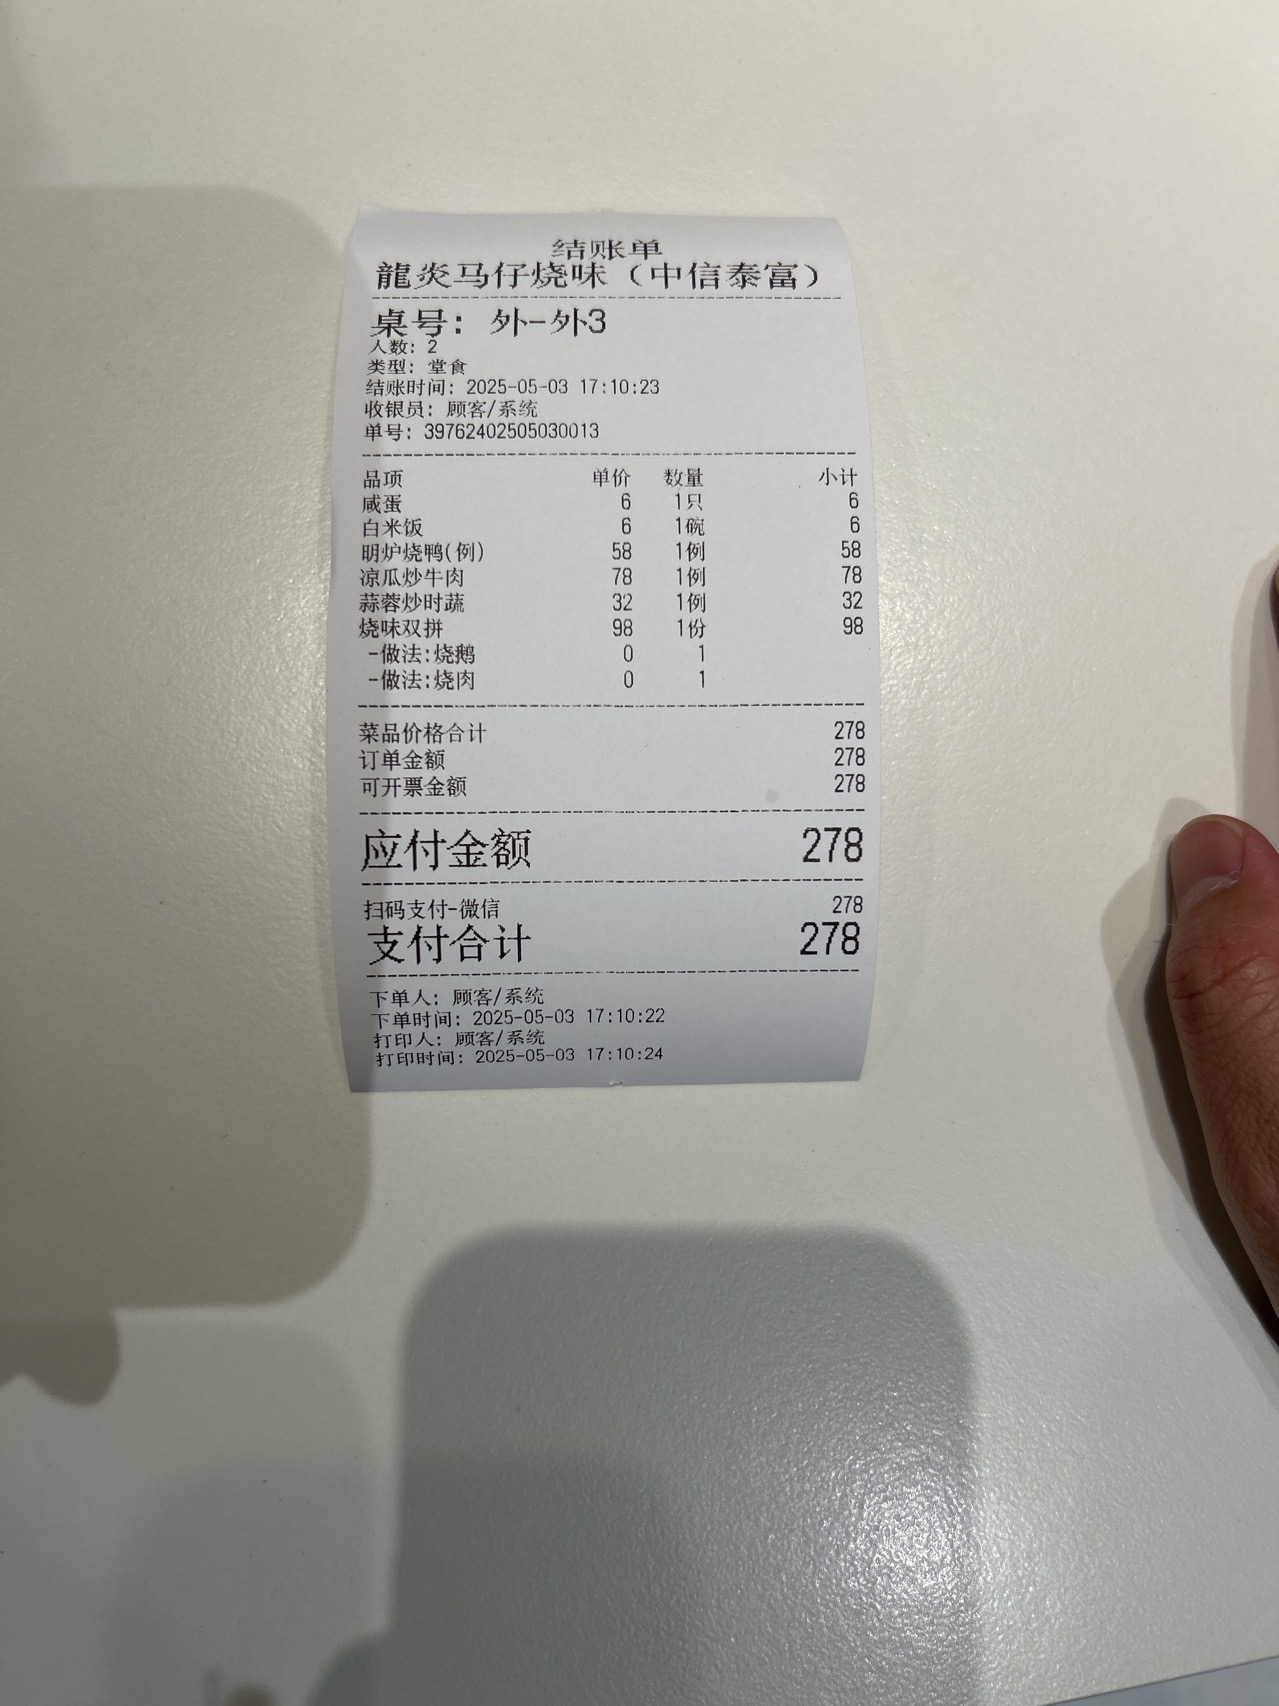 结账单
龍炎马仔烧味（中信泰富）
桌号: 外-外3
人数: 2
类型: 堂食
结账时间: 2025-05-03 17:10:23
收银员: 顾客/系统
单号: 39762402505030013
品项 单价 数量 小计
咸蛋 6 1只 6
白米饭 6 1碗 6
明炉烧鸭(例) 58 1例 58
凉瓜炒牛肉 78 1例 78
蒜蓉炒时蔬 32 1例 32
烧味双拼 98 1份 98
-做法:烧鹅 0 1
-做法:烧肉 0 1
菜品价格合计 278
订单金额 278
可开票金额 278
应付金额 278
扫码支付-微信 278
支付合计 278
下单人: 顾客/系统
下单时间: 2025-05-03 17:10:22
打印人: 顾客/系统
打印时间: 2025-05-03 17:10:24